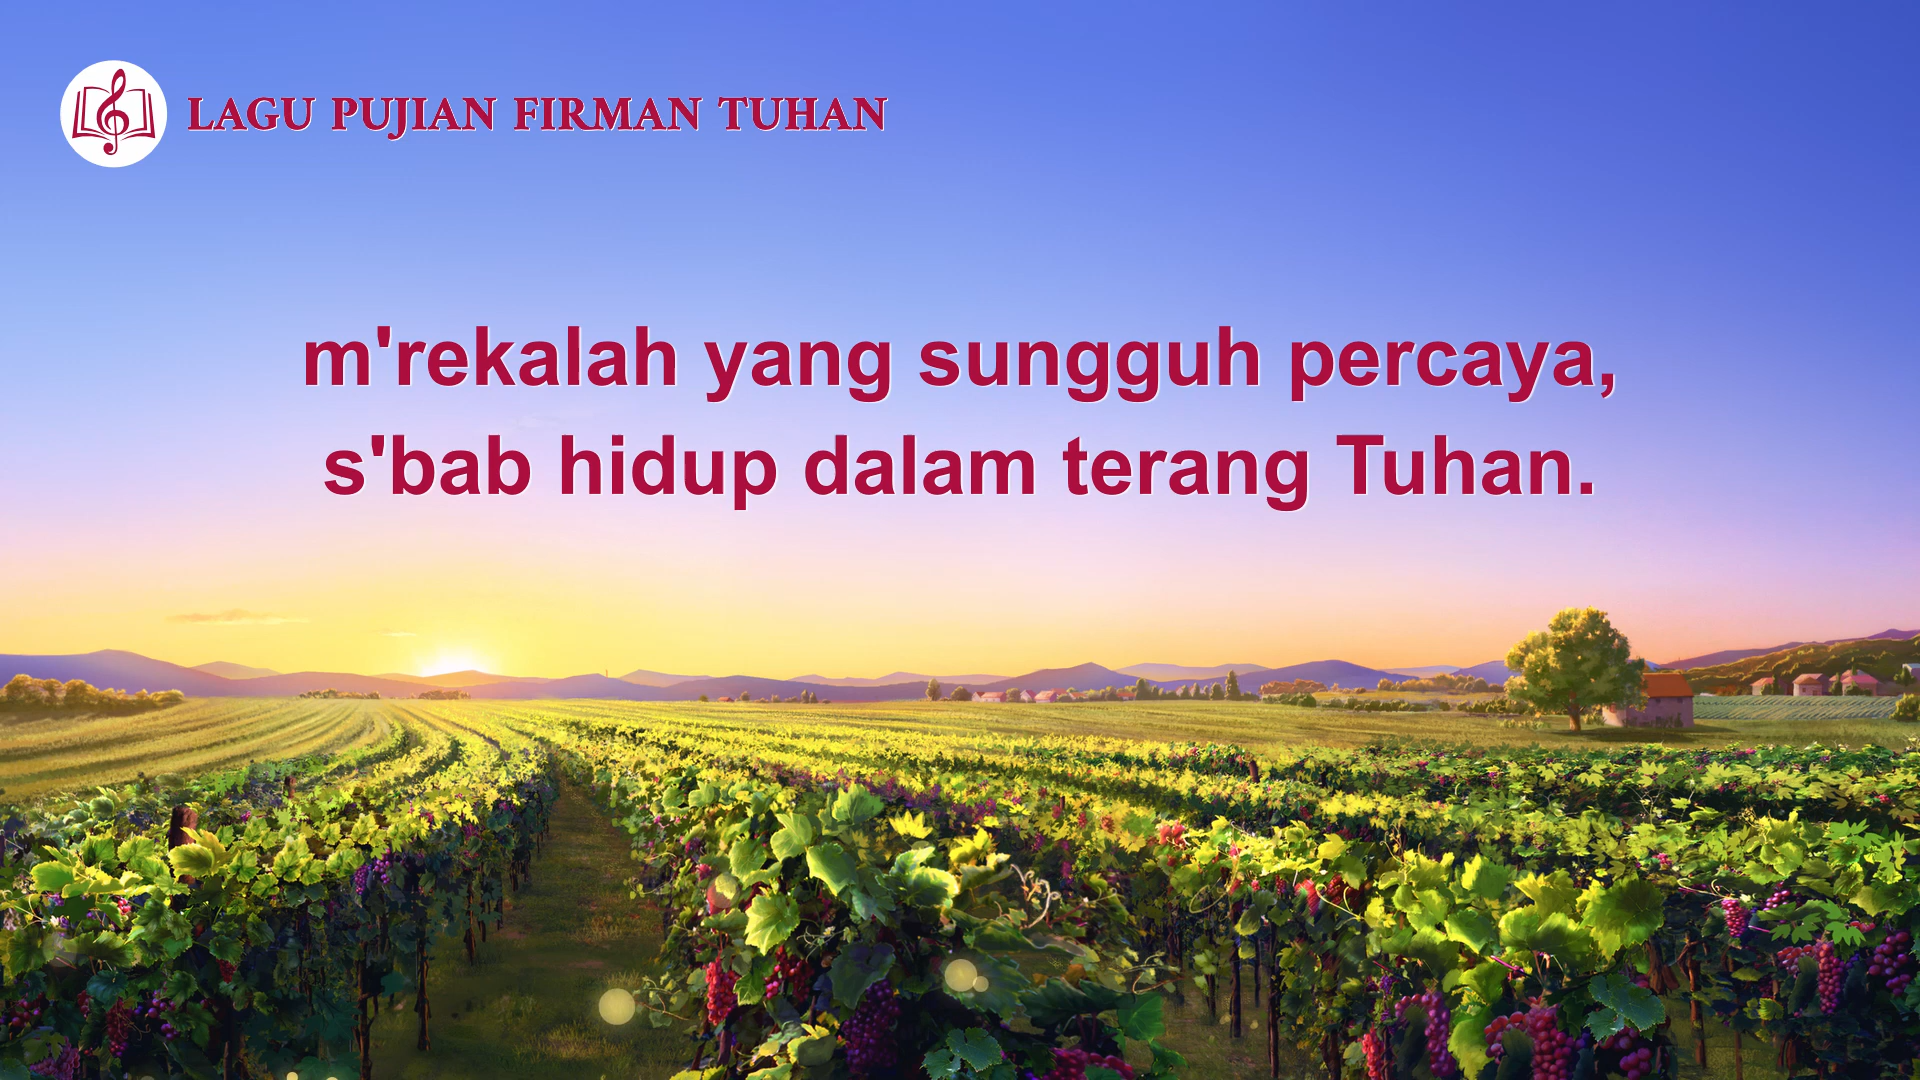 LAGU PUJIAN FIRMAN TUHAN
m'rekalah yang sungguh percaya,
s'bab hidup dalam terang Tuhan.